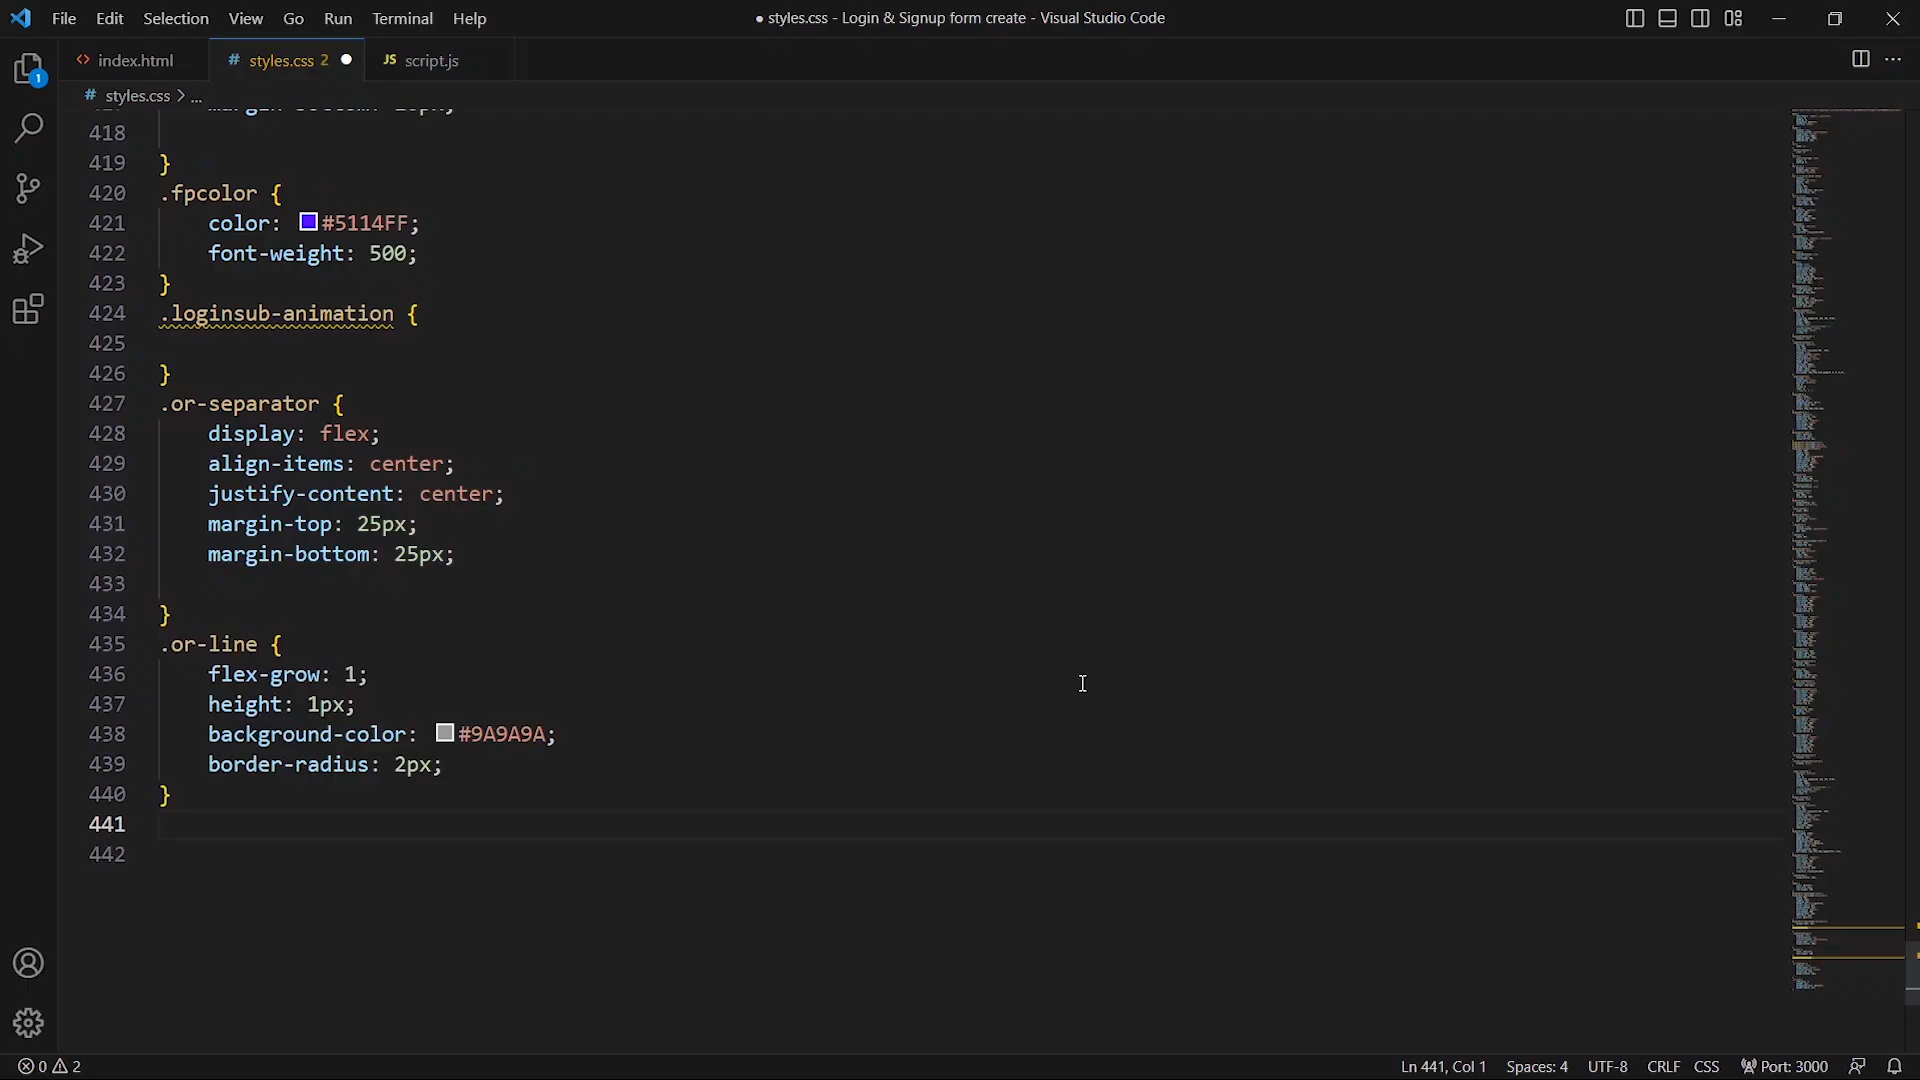 File Edit Selection View Go Run Terminal Help
● styles.css - Login & Signup form create - Visual Studio Code
<> index.html
# styles.css 2 ●
JS script.js
1
# styles.css > ...
418
419 }
420 .fpcolor {
421 color: #5114FF;
422 font-weight: 500;
423 }
424 .loginsub-animation {
425
426 }
427 .or-separator {
428 display: flex;
429 align-items: center;
430 justify-content: center;
431 margin-top: 25px;
432 margin-bottom: 25px;
433
434 }
435 .or-line {
436 flex-grow: 1;
437 height: 1px;
438 background-color: #9A9A9A;
439 border-radius: 2px;
440 }
441
442
0 2
Ln 441, Col 1 Spaces: 4 UTF-8 CRLF CSS Port: 3000